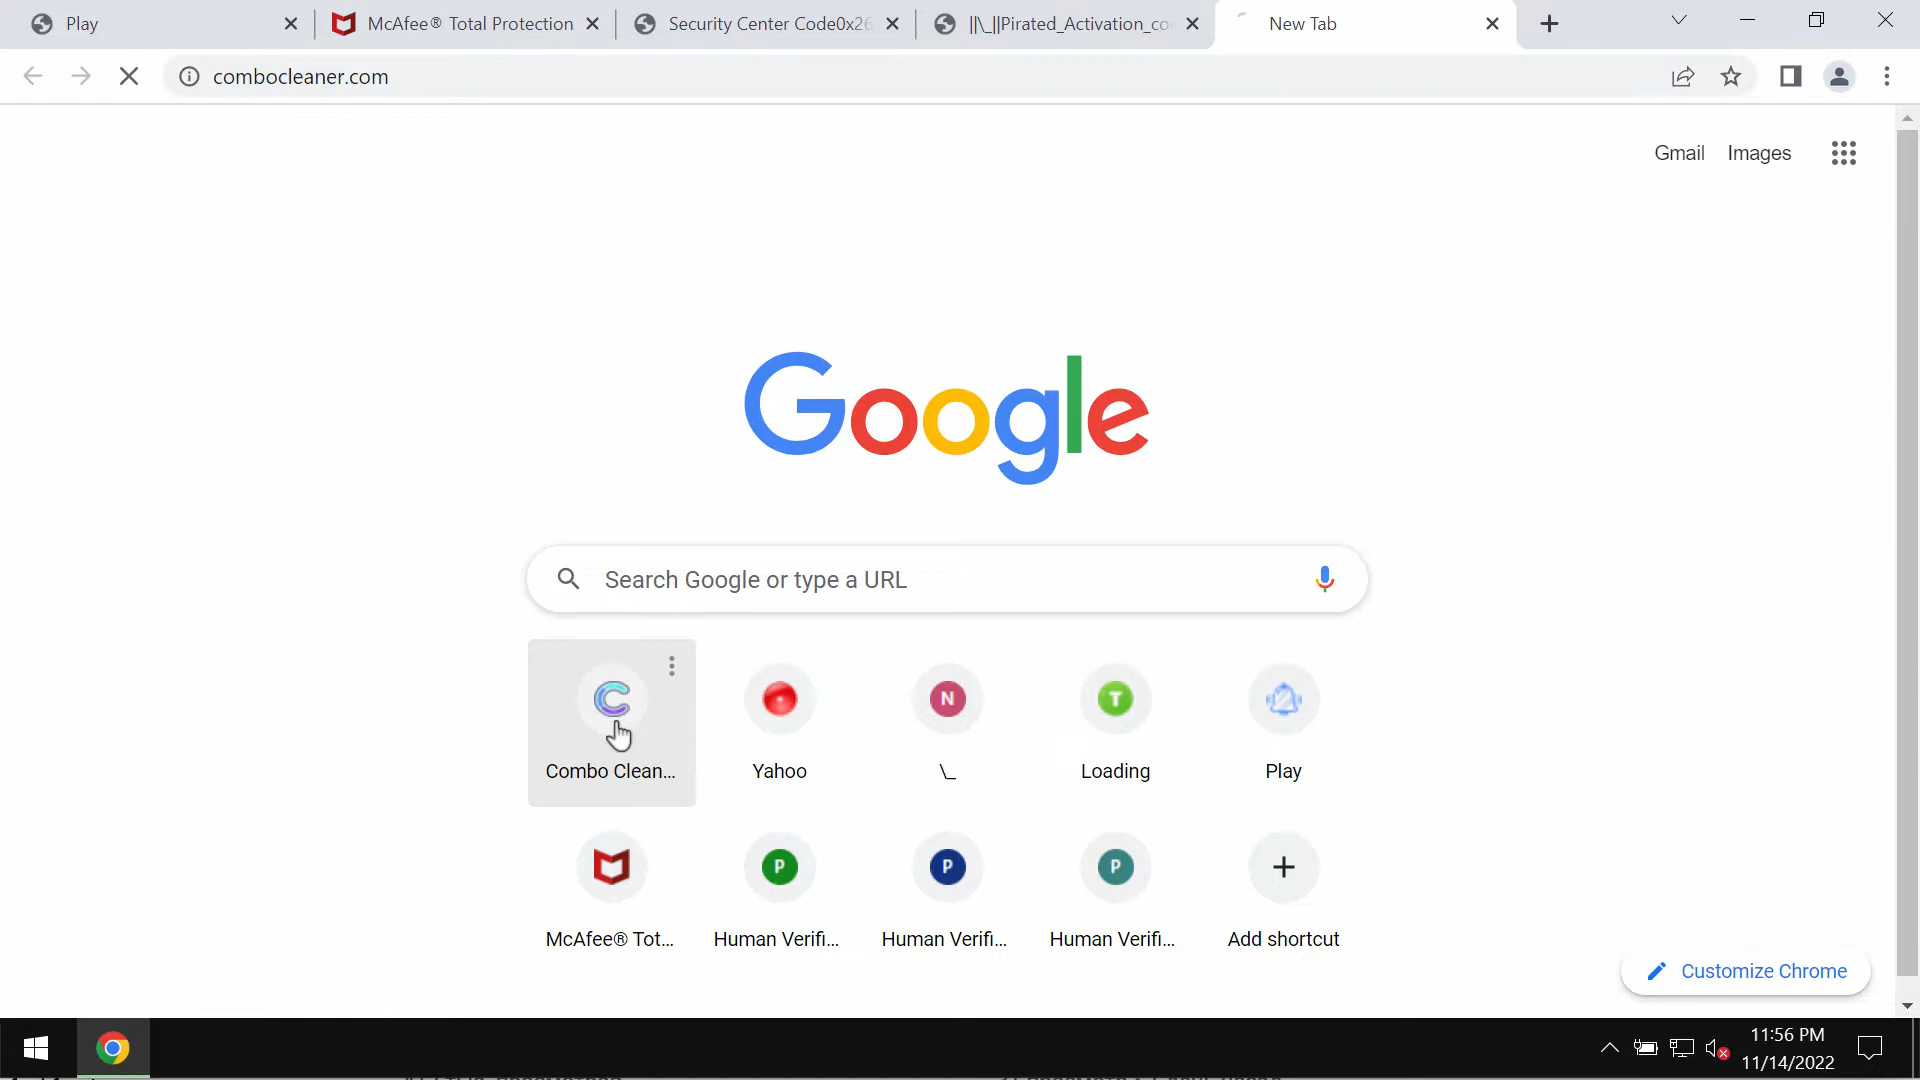 Play
McAfee® Total Protection
Security Center Code0x26
||\_||Pirated_Activation_co
New Tab
combocleaner.com
Gmail
Images
Google
Search Google or type a URL
Combo Clean...
Yahoo
N
\_
T
Loading
Play
McAfee® Tot...
P
Human Verifi...
P
Human Verifi...
P
Human Verifi...
Add shortcut
Customize Chrome
11:56 PM
11/14/2022